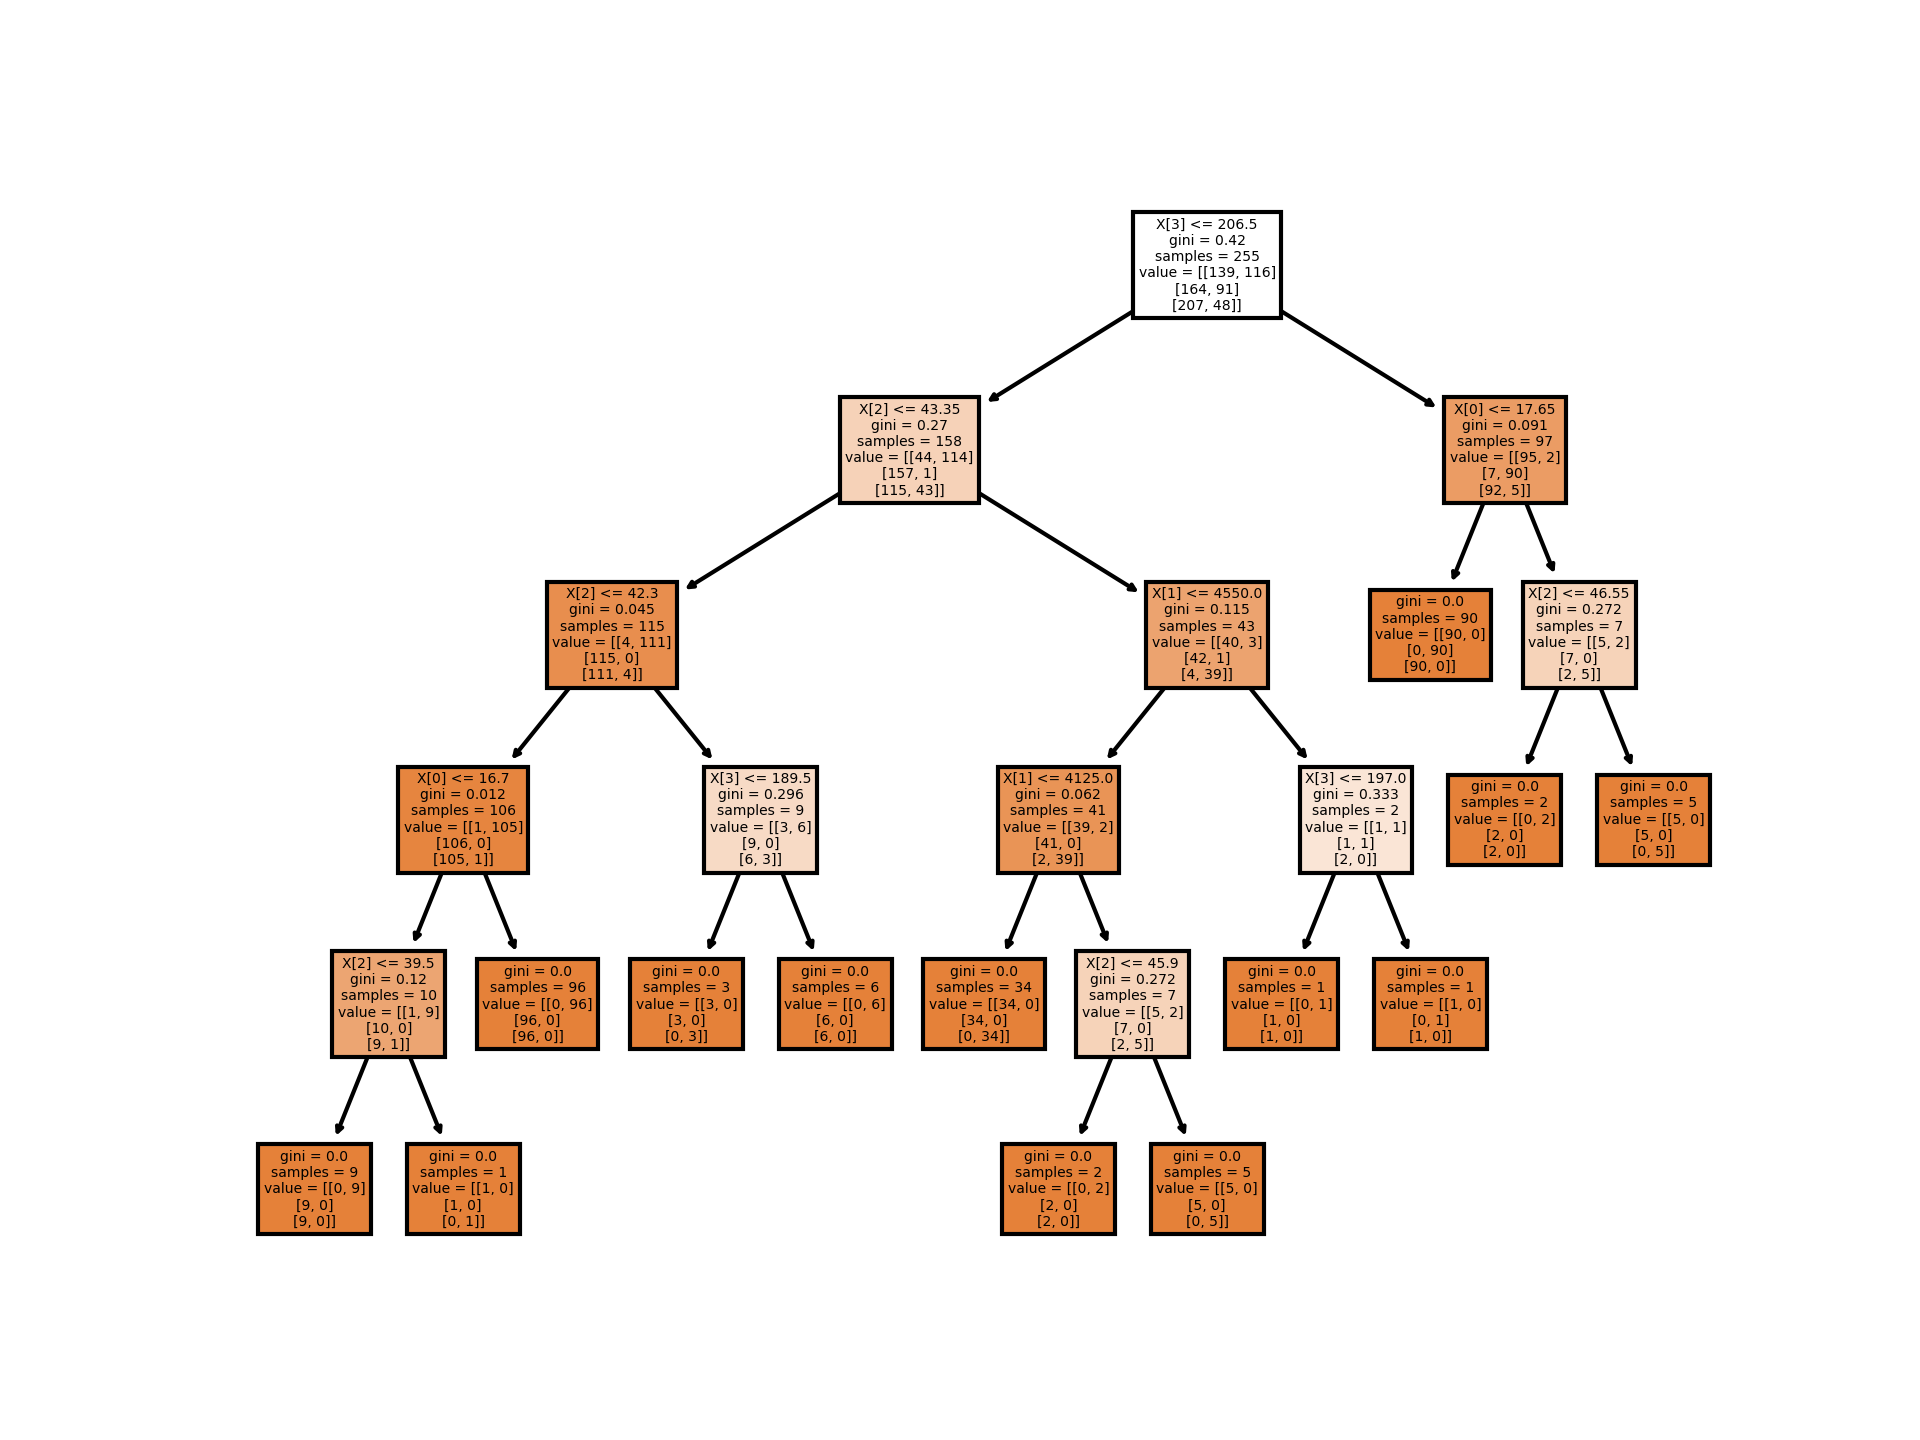 X[3] <= 206.5
gini = 0.42
samples = 255
value = [[139, 116]
[164, 91]
[207, 48]]
X[2] <= 43.35
gini = 0.27
samples = 158
value = [[44, 114]
[157, 1]
[115, 43]]
X[0] <= 17.65
gini = 0.091
samples = 97
value = [[95, 2]
[7, 90]
[92, 5]]
X[2] <= 42.3
gini = 0.045
samples = 115
value = [[4, 111]
[115, 0]
[111, 4]]
X[1] <= 4550.0
gini = 0.115
samples = 43
value = [[40, 3]
[42, 1]
[4, 39]]
gini = 0.0
samples = 90
value = [[90, 0]
[0, 90]
[90, 0]]
X[2] <= 46.55
gini = 0.272
samples = 7
value = [[5, 2]
[7, 0]
[2, 5]]
X[0] <= 16.7
gini = 0.012
samples = 106
value = [[1, 105]
[106, 0]
[105, 1]]
X[3] <= 189.5
gini = 0.296
samples = 9
value = [[3, 6]
[9, 0]
[6, 3]]
X[1] <= 4125.0
gini = 0.062
samples = 41
value = [[39, 2]
[41, 0]
[2, 39]]
X[3] <= 197.0
gini = 0.333
samples = 2
value = [[1, 1]
[1, 1]
[2, 0]]
gini = 0.0
samples = 2
value = [[0, 2]
[2, 0]
[2, 0]]
gini = 0.0
samples = 5
value = [[5, 0]
[5, 0]
[0, 5]]
X[2] <= 39.5
gini = 0.12
samples = 10
value = [[1, 9]
[10, 0]
[9, 1]]
gini = 0.0
samples = 96
value = [[0, 96]
[96, 0]
[96, 0]]
gini = 0.0
samples = 3
value = [[3, 0]
[3, 0]
[0, 3]]
gini = 0.0
samples = 6
value = [[0, 6]
[6, 0]
[6, 0]]
gini = 0.0
samples = 34
value = [[34, 0]
[34, 0]
[0, 34]]
X[2] <= 45.9
gini = 0.272
samples = 7
value = [[5, 2]
[7, 0]
[2, 5]]
gini = 0.0
samples = 1
value = [[0, 1]
[1, 0]
[1, 0]]
gini = 0.0
samples = 1
value = [[1, 0]
[0, 1]
[1, 0]]
gini = 0.0
samples = 9
value = [[0, 9]
[9, 0]
[9, 0]]
gini = 0.0
samples = 1
value = [[1, 0]
[1, 0]
[0, 1]]
gini = 0.0
samples = 2
value = [[0, 2]
[2, 0]
[2, 0]]
gini = 0.0
samples = 5
value = [[5, 0]
[5, 0]
[0, 5]]